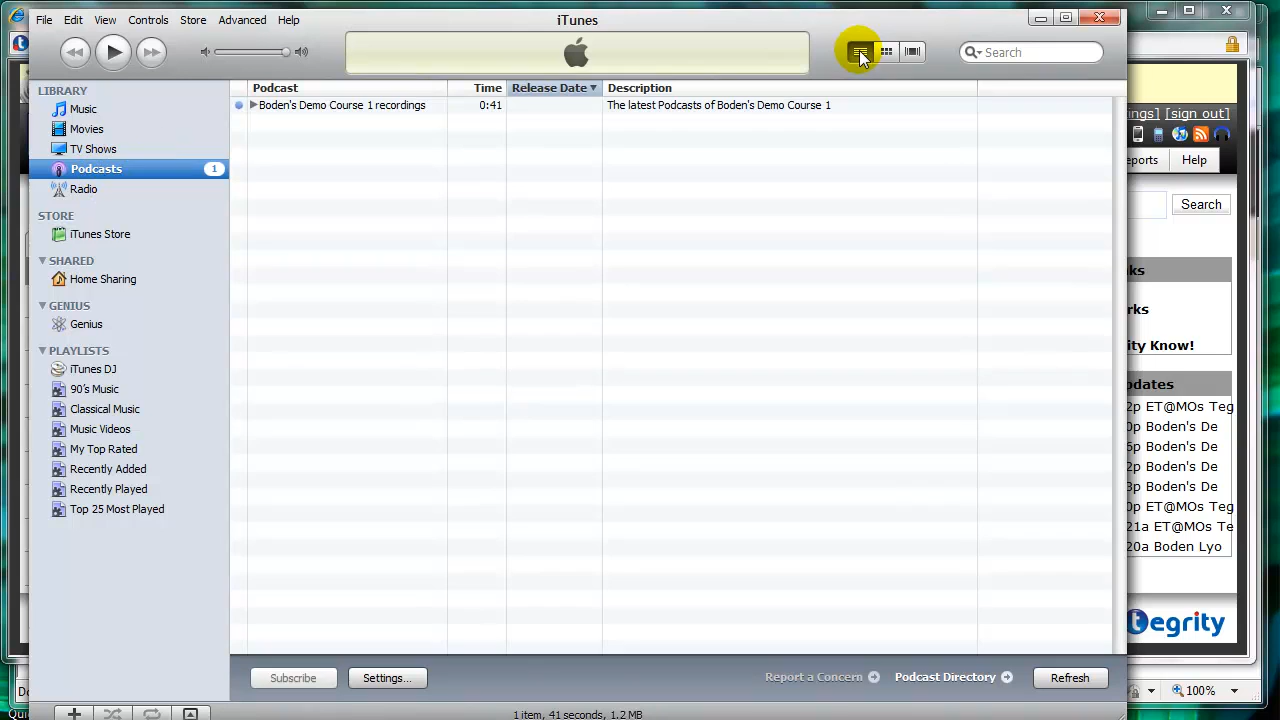 File Edit View Controls Store Advanced Help
iTunes
Search
LIBRARY
Music
Movies
TV Shows
Podcasts 1
Radio
STORE
iTunes Store
SHARED
Home Sharing
GENIUS
Genius
PLAYLISTS
iTunes DJ
90's Music
Classical Music
Music Videos
My Top Rated
Recently Added
Recently Played
Top 25 Most Played
Podcast Time Release Date Description
Boden's Demo Course 1 recordings 0:41 The latest Podcasts of Boden's Demo Course 1
Subscribe Settings... Report a Concern Podcast Directory Refresh
1 item, 41 seconds, 1.2 MB
ngs] [sign out]
eports Help
Search
ks
rks
ity Know!
pdates
2p ET@MOs Teg
0p Boden's De
6p Boden's De
2p Boden's De
3p Boden's De
0p ET@MOs Teg
21a ET@MOs Te
20a Boden Lyo
tegrity
100%